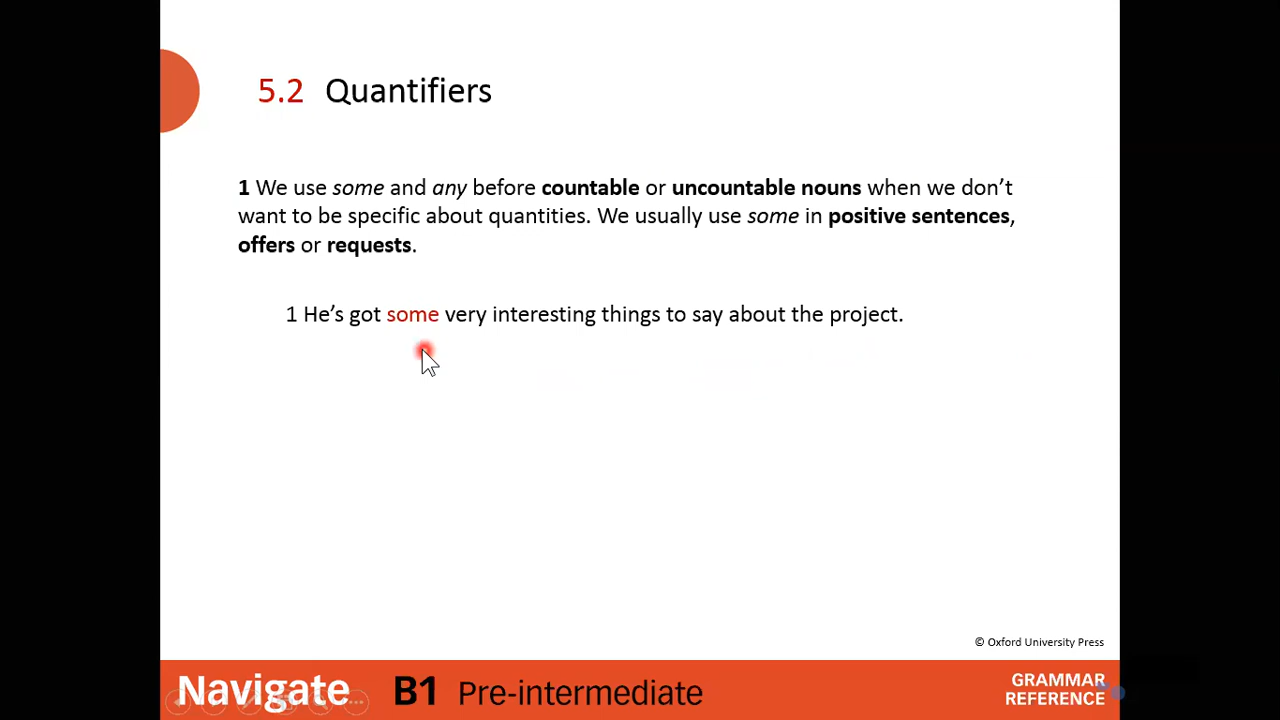 5.2 Quantifiers
1 We use some and any before countable or uncountable nouns when we don’t
want to be specific about quantities. We usually use some in positive sentences,
offers or requests.
1 He’s got some very interesting things to say about the project.
© Oxford University Press
Navigate B1 Pre-intermediate
GRAMMAR
REFERENCE